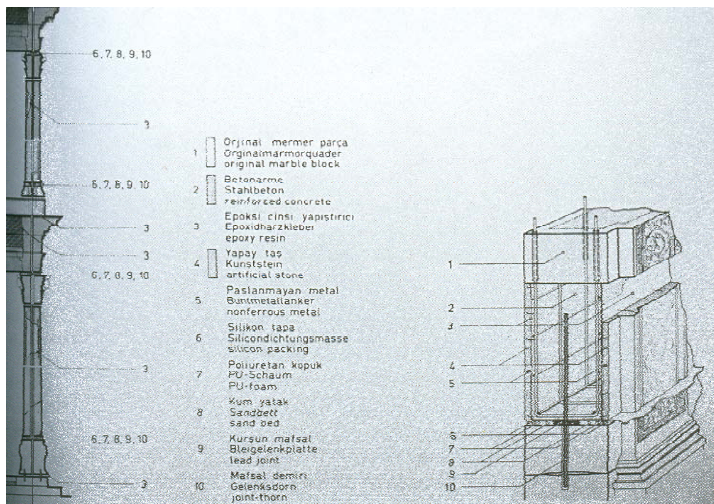 6, 7, 8, 9, 10
3
6, 7, 8, 9, 10
3
3
6, 7, 8, 9, 10
3
6, 7, 8, 9, 10
3
1
Orjinal mermer parça
Orginalmarmorquader
original marble block
2
Betonarme
Stahlbeton
reinforced concrete
3
Epoksi cinsi yapıştırıcı
Epoxidharzkleber
epoxy resin
4
Yapay taş
Kunststein
artificial stone
5
Paslanmayan metal
Buntmetallanker
nonferrous metal
6
Silikon tapa
Silicondichtungsmasse
silicon packing
7
Poliuretan kopuk
PU-Schaum
PU-foam
8
Kum yatak
Sandbett
sand bed
9
Kursun mafsal
Bleigelenkplatte
lead joint
10
Mafsal demiri
Gelenksdorn
joint-thorn
1
2
3
4
5
6
7
8
9
10